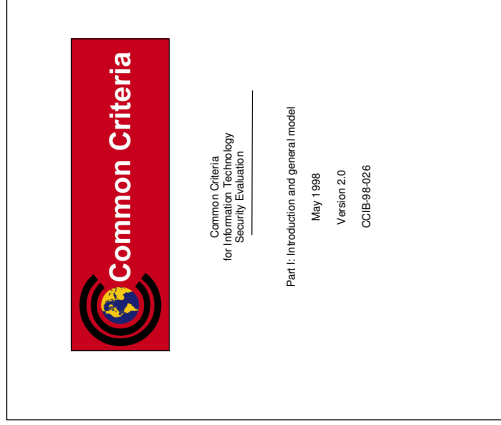 Common Criteria
Common Criteria
for Information Technology
Security Evaluation
Part I: Introduction and general model
May 1998
Version 2.0
CCIB-98-026